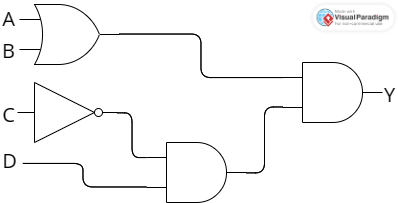 A
B
C
D
Y
Made with
Visual Paradigm
For non-commercial use